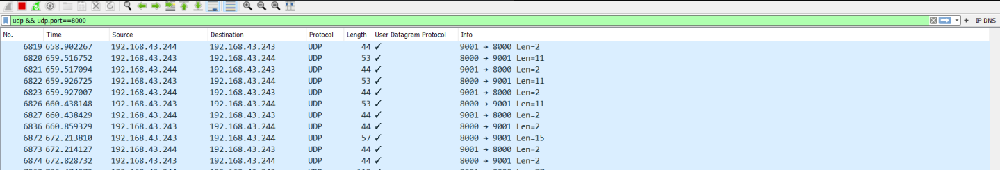 udp && udp.port==8000 + IP DNS
No. Time Source Destination Protocol Length User Datagram Protocol Info
6819 658.902267 192.168.43.244 192.168.43.243 UDP 44 ✓ 9001 → 8000 Len=2
6820 659.516752 192.168.43.243 192.168.43.244 UDP 53 ✓ 8000 → 9001 Len=11
6821 659.517094 192.168.43.244 192.168.43.243 UDP 44 ✓ 9001 → 8000 Len=2
6822 659.926725 192.168.43.243 192.168.43.244 UDP 53 ✓ 8000 → 9001 Len=11
6823 659.927007 192.168.43.244 192.168.43.243 UDP 44 ✓ 9001 → 8000 Len=2
6826 660.438148 192.168.43.243 192.168.43.244 UDP 53 ✓ 8000 → 9001 Len=11
6827 660.438429 192.168.43.244 192.168.43.243 UDP 44 ✓ 9001 → 8000 Len=2
6836 660.859329 192.168.43.243 192.168.43.244 UDP 44 ✓ 8000 → 9001 Len=2
6872 672.213810 192.168.43.243 192.168.43.244 UDP 57 ✓ 8000 → 9001 Len=15
6873 672.214127 192.168.43.244 192.168.43.243 UDP 44 ✓ 9001 → 8000 Len=2
6874 672.828732 192.168.43.243 192.168.43.244 UDP 44 ✓ 8000 → 9001 Len=2